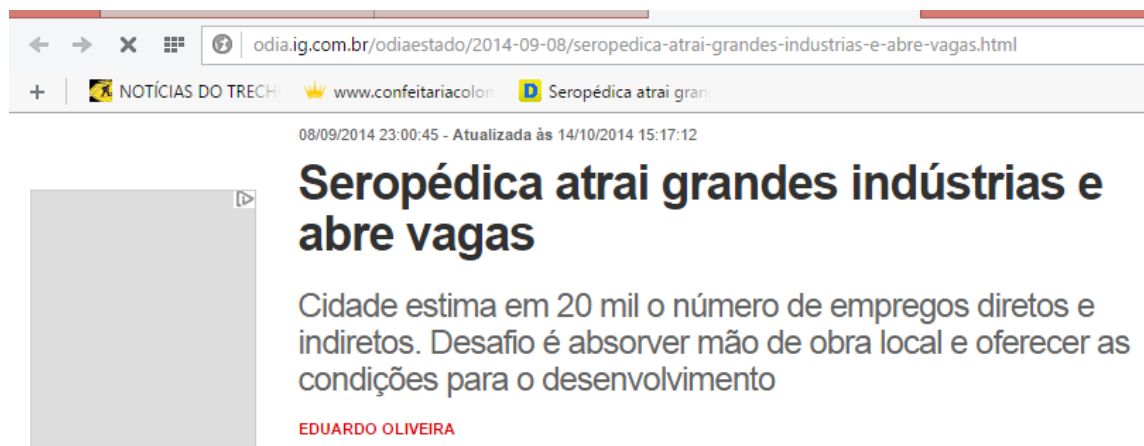 odia.ig.com.br/odiaestado/2014-09-08/seropedica-atrai-grandes-industrias-e-abre-vagas.html
+ NOTÍCIAS DO TRECH www.confeitariacolom D Seropédica atrai gran
08/09/2014 23:00:45 - Atualizada às 14/10/2014 15:17:12
Seropédica atrai grandes indústrias e
abre vagas
Cidade estima em 20 mil o número de empregos diretos e
indiretos. Desafio é absorver mão de obra local e oferecer as
condições para o desenvolvimento
EDUARDO OLIVEIRA